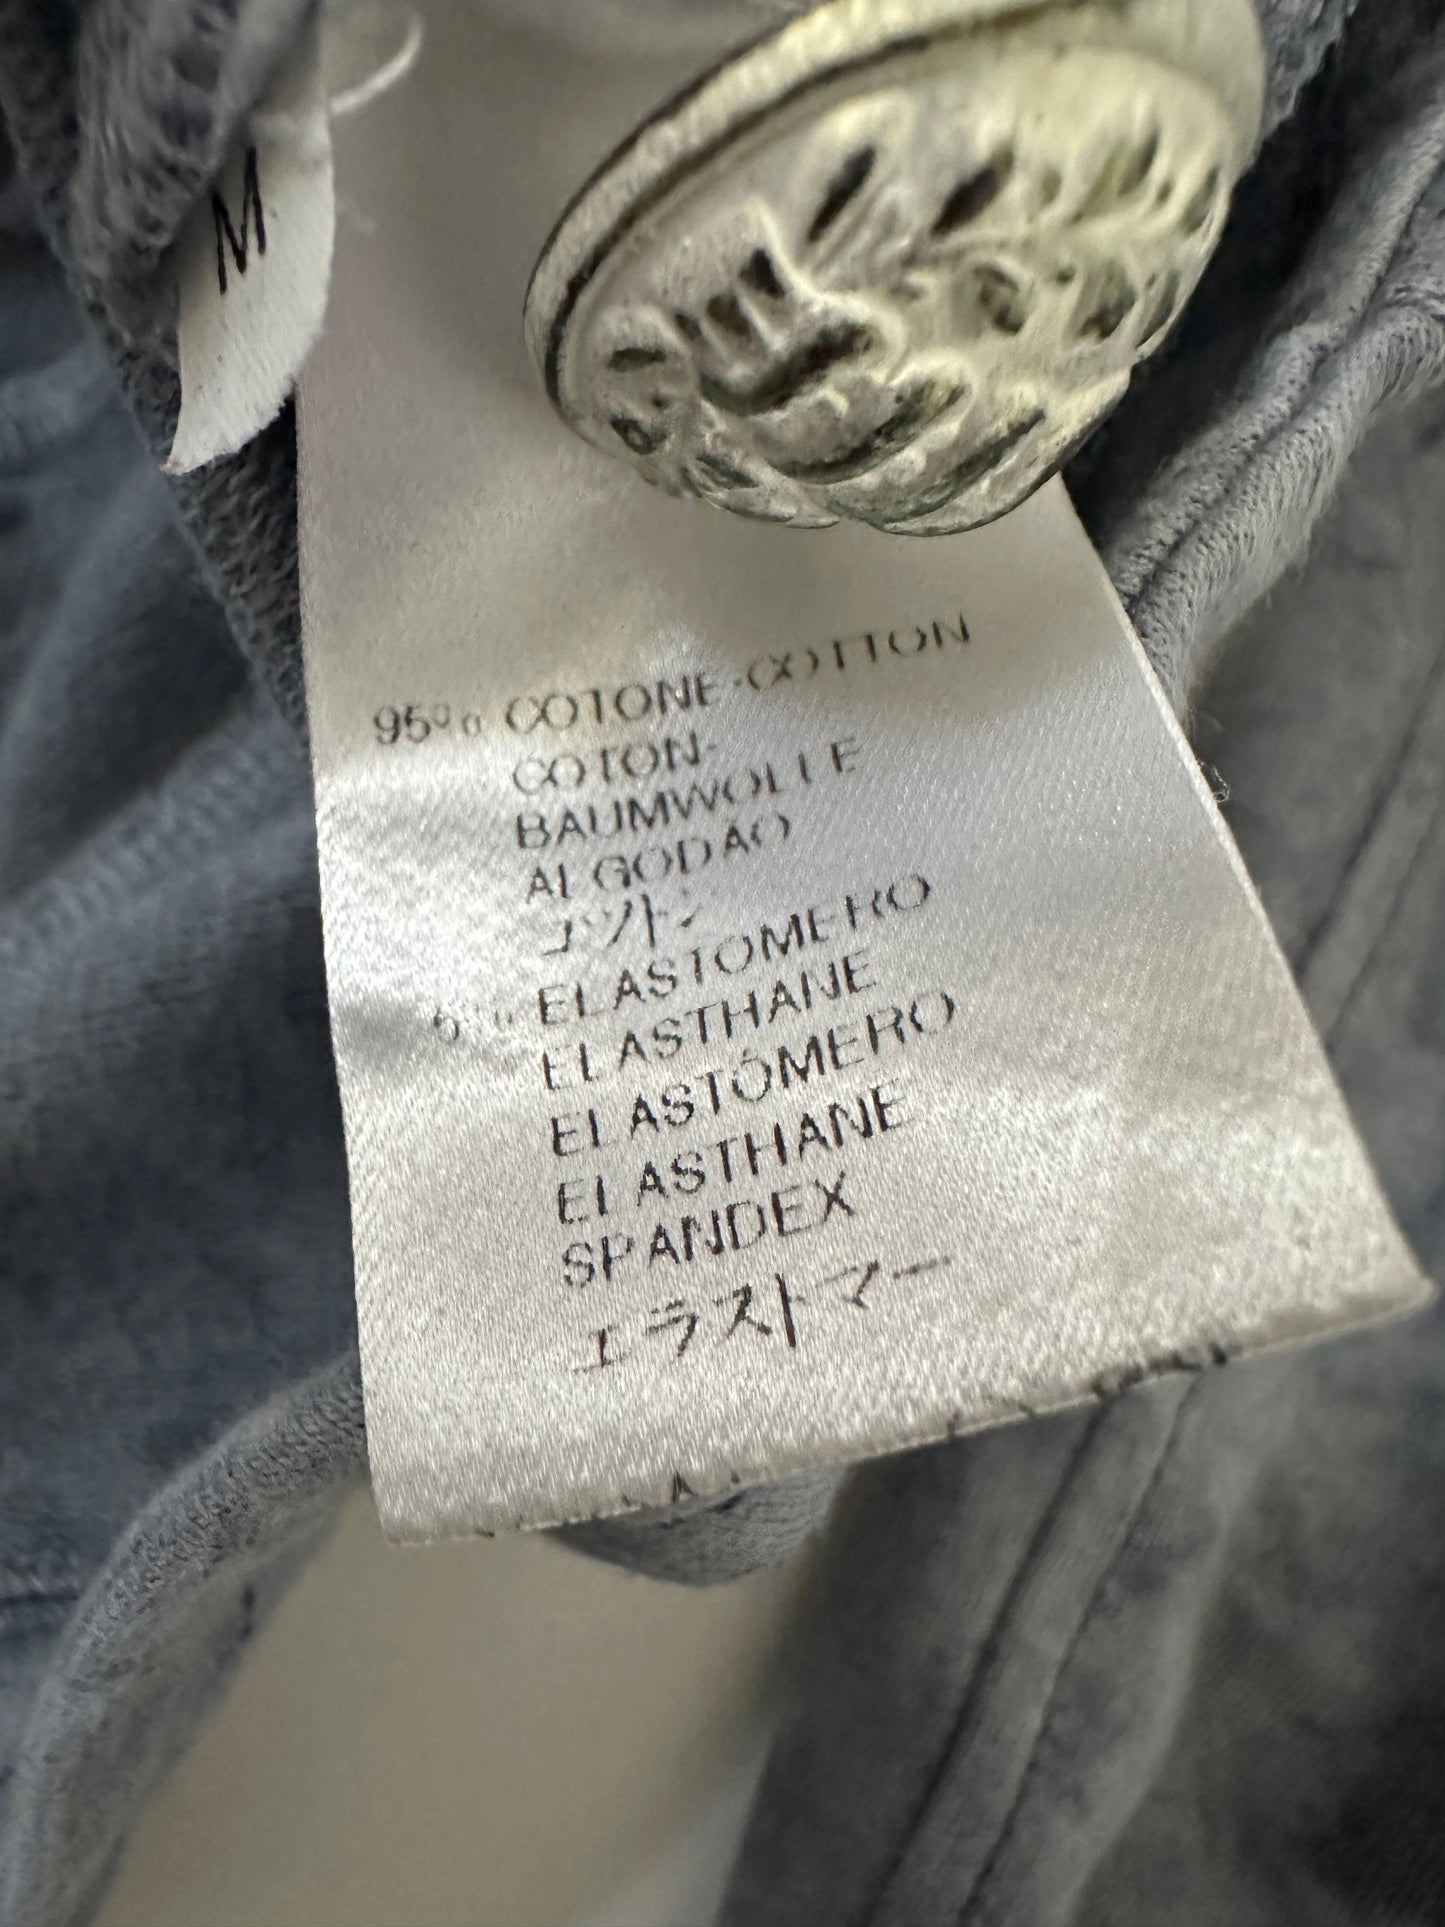 M
95% COTONE-COTTON
COTON-
BAUMWOLLE
ALGODAO
コットン
5% ELASTOMERO
ELASTHANE
ELASTÓMERO
ELASTHANE
SPANDEX
エラストマー